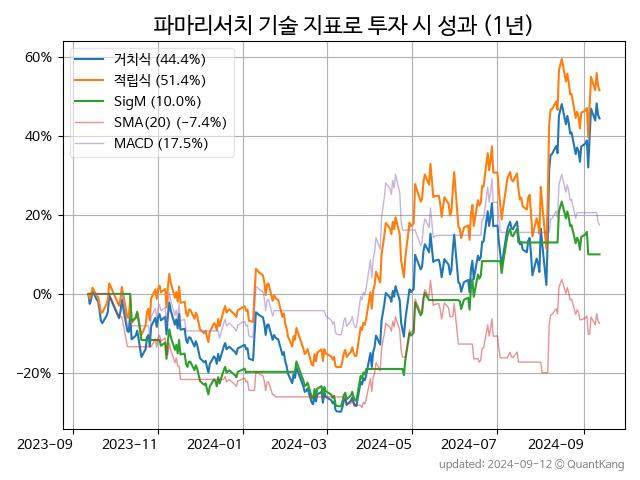 파마리서치 기술 지표로 투자 시 성과 (1년)
거치식 (44.4%)
적립식 (51.4%)
SigM (10.0%)
SMA(20) (−7.4%)
MACD (17.5%)
60%
40%
20%
0%
−20%
2023-09
2023-11
2024-01
2024-03
2024-05
2024-07
2024-09
updated: 2024-09-12 ⓒ QuantKang